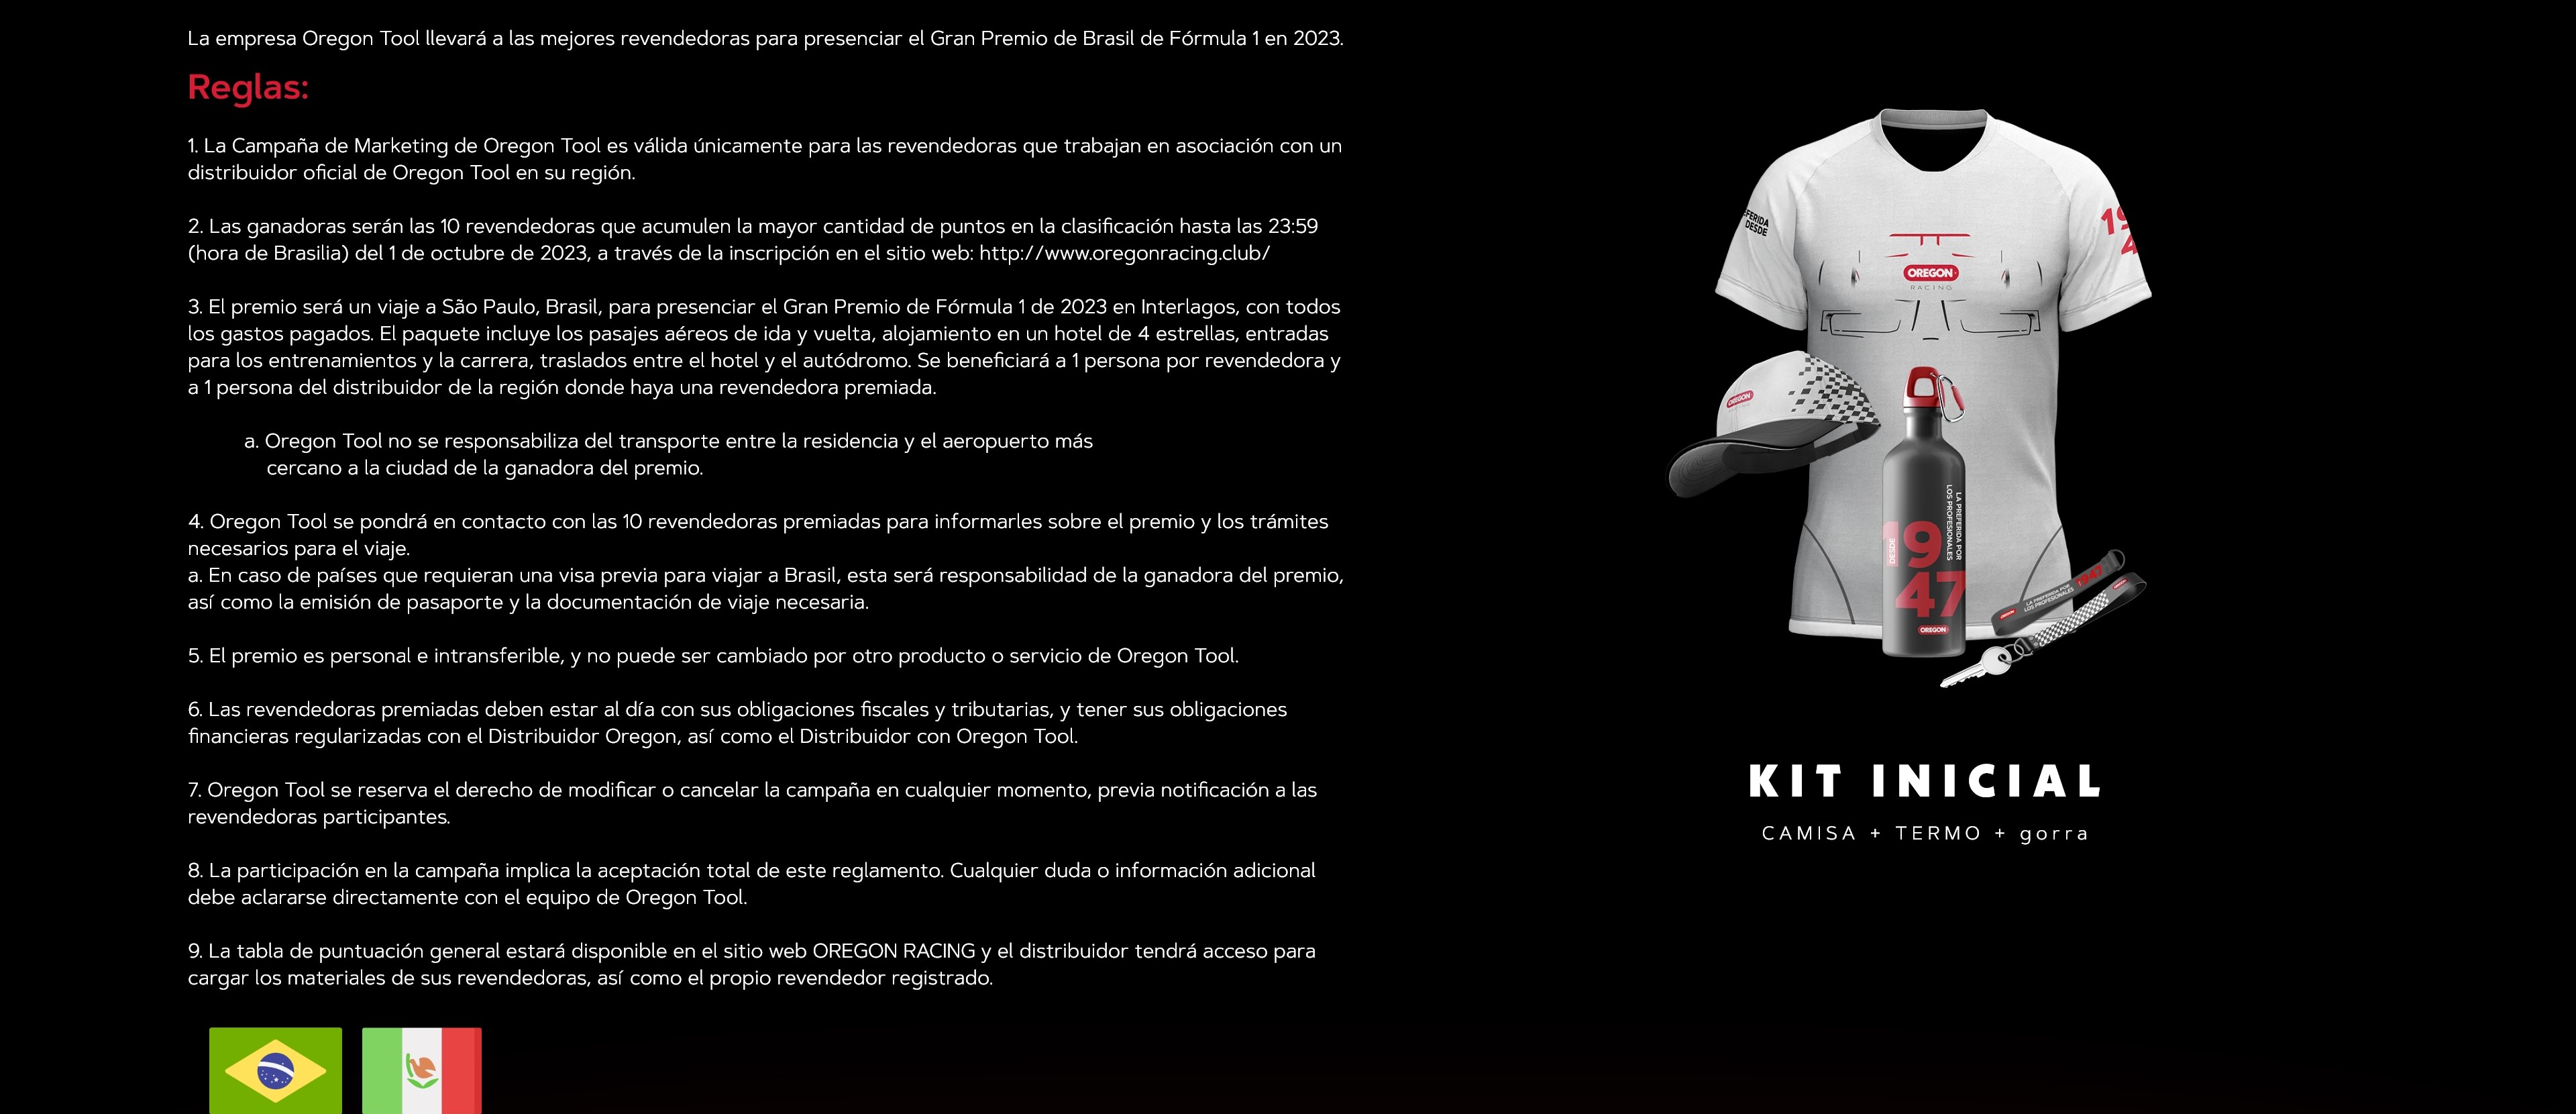 La empresa Oregon Tool llevará a las mejores revendedoras para presenciar el Gran Premio de Brasil de Fórmula 1 en 2023.
Reglas:
1. La Campaña de Marketing de Oregon Tool es válida únicamente para las revendedoras que trabajan en asociación con un
distribuidor oficial de Oregon Tool en su región.
2. Las ganadoras serán las 10 revendedoras que acumulen la mayor cantidad de puntos en la clasificación hasta las 23:59
(hora de Brasilia) del 1 de octubre de 2023, a través de la inscripción en el sitio web: http://www.oregonracing.club/
3. El premio será un viaje a São Paulo, Brasil, para presenciar el Gran Premio de Fórmula 1 de 2023 en Interlagos, con todos
los gastos pagados. El paquete incluye los pasajes aéreos de ida y vuelta, alojamiento en un hotel de 4 estrellas, entradas
para los entrenamientos y la carrera, traslados entre el hotel y el autódromo. Se beneficiará a 1 persona por revendedora y
a 1 persona del distribuidor de la región donde haya una revendedora premiada.
a. Oregon Tool no se responsabiliza del transporte entre la residencia y el aeropuerto más
cercano a la ciudad de la ganadora del premio.
4. Oregon Tool se pondrá en contacto con las 10 revendedoras premiadas para informarles sobre el premio y los trámites
necesarios para el viaje.
a. En caso de países que requieran una visa previa para viajar a Brasil, esta será responsabilidad de la ganadora del premio,
así como la emisión de pasaporte y la documentación de viaje necesaria.
5. El premio es personal e intransferible, y no puede ser cambiado por otro producto o servicio de Oregon Tool.
6. Las revendedoras premiadas deben estar al día con sus obligaciones fiscales y tributarias, y tener sus obligaciones
financieras regularizadas con el Distribuidor Oregon, así como el Distribuidor con Oregon Tool.
7. Oregon Tool se reserva el derecho de modificar o cancelar la campaña en cualquier momento, previa notificación a las
revendedoras participantes.
8. La participación en la campaña implica la aceptación total de este reglamento. Cualquier duda o información adicional
debe aclararse directamente con el equipo de Oregon Tool.
9. La tabla de puntuación general estará disponible en el sitio web OREGON RACING y el distribuidor tendrá acceso para
cargar los materiales de sus revendedoras, así como el propio revendedor registrado.
FERIDA
DESDE
19
4
OREGON
RACING
OREGON
LA PREFERIDA POR
LOS PROFESIONALES
DESDE
19
47
OREGON
LA PREFERIDA POR
LOS PROFESIONALES
1947
OREGON
OREGON
KIT INICIAL
CAMISA + TERMO + gorra